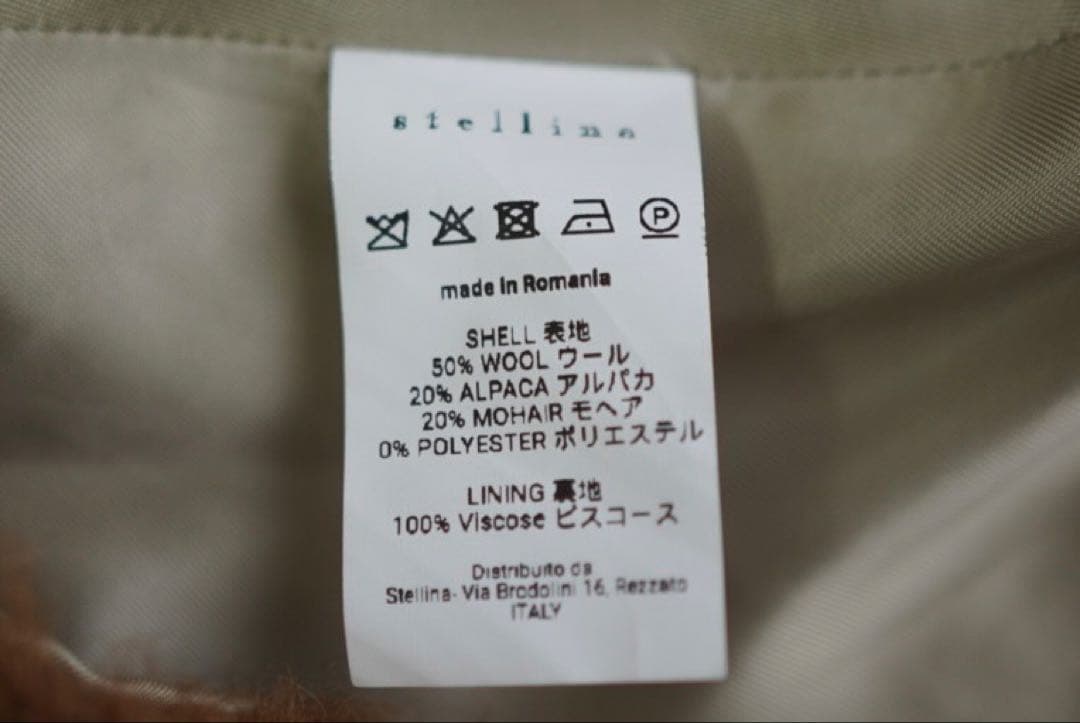 stellina
P
made in Romania
SHELL 表地
50% WOOL ウール
20% ALPACA アルパカ
20% MOHAIR モヘア
0% POLYESTER ポリエステル
LINING 裏地
100% Viscose ビスコース
Distribuito da
Stellina- Via Brodolini 16, Rezzato
ITALY